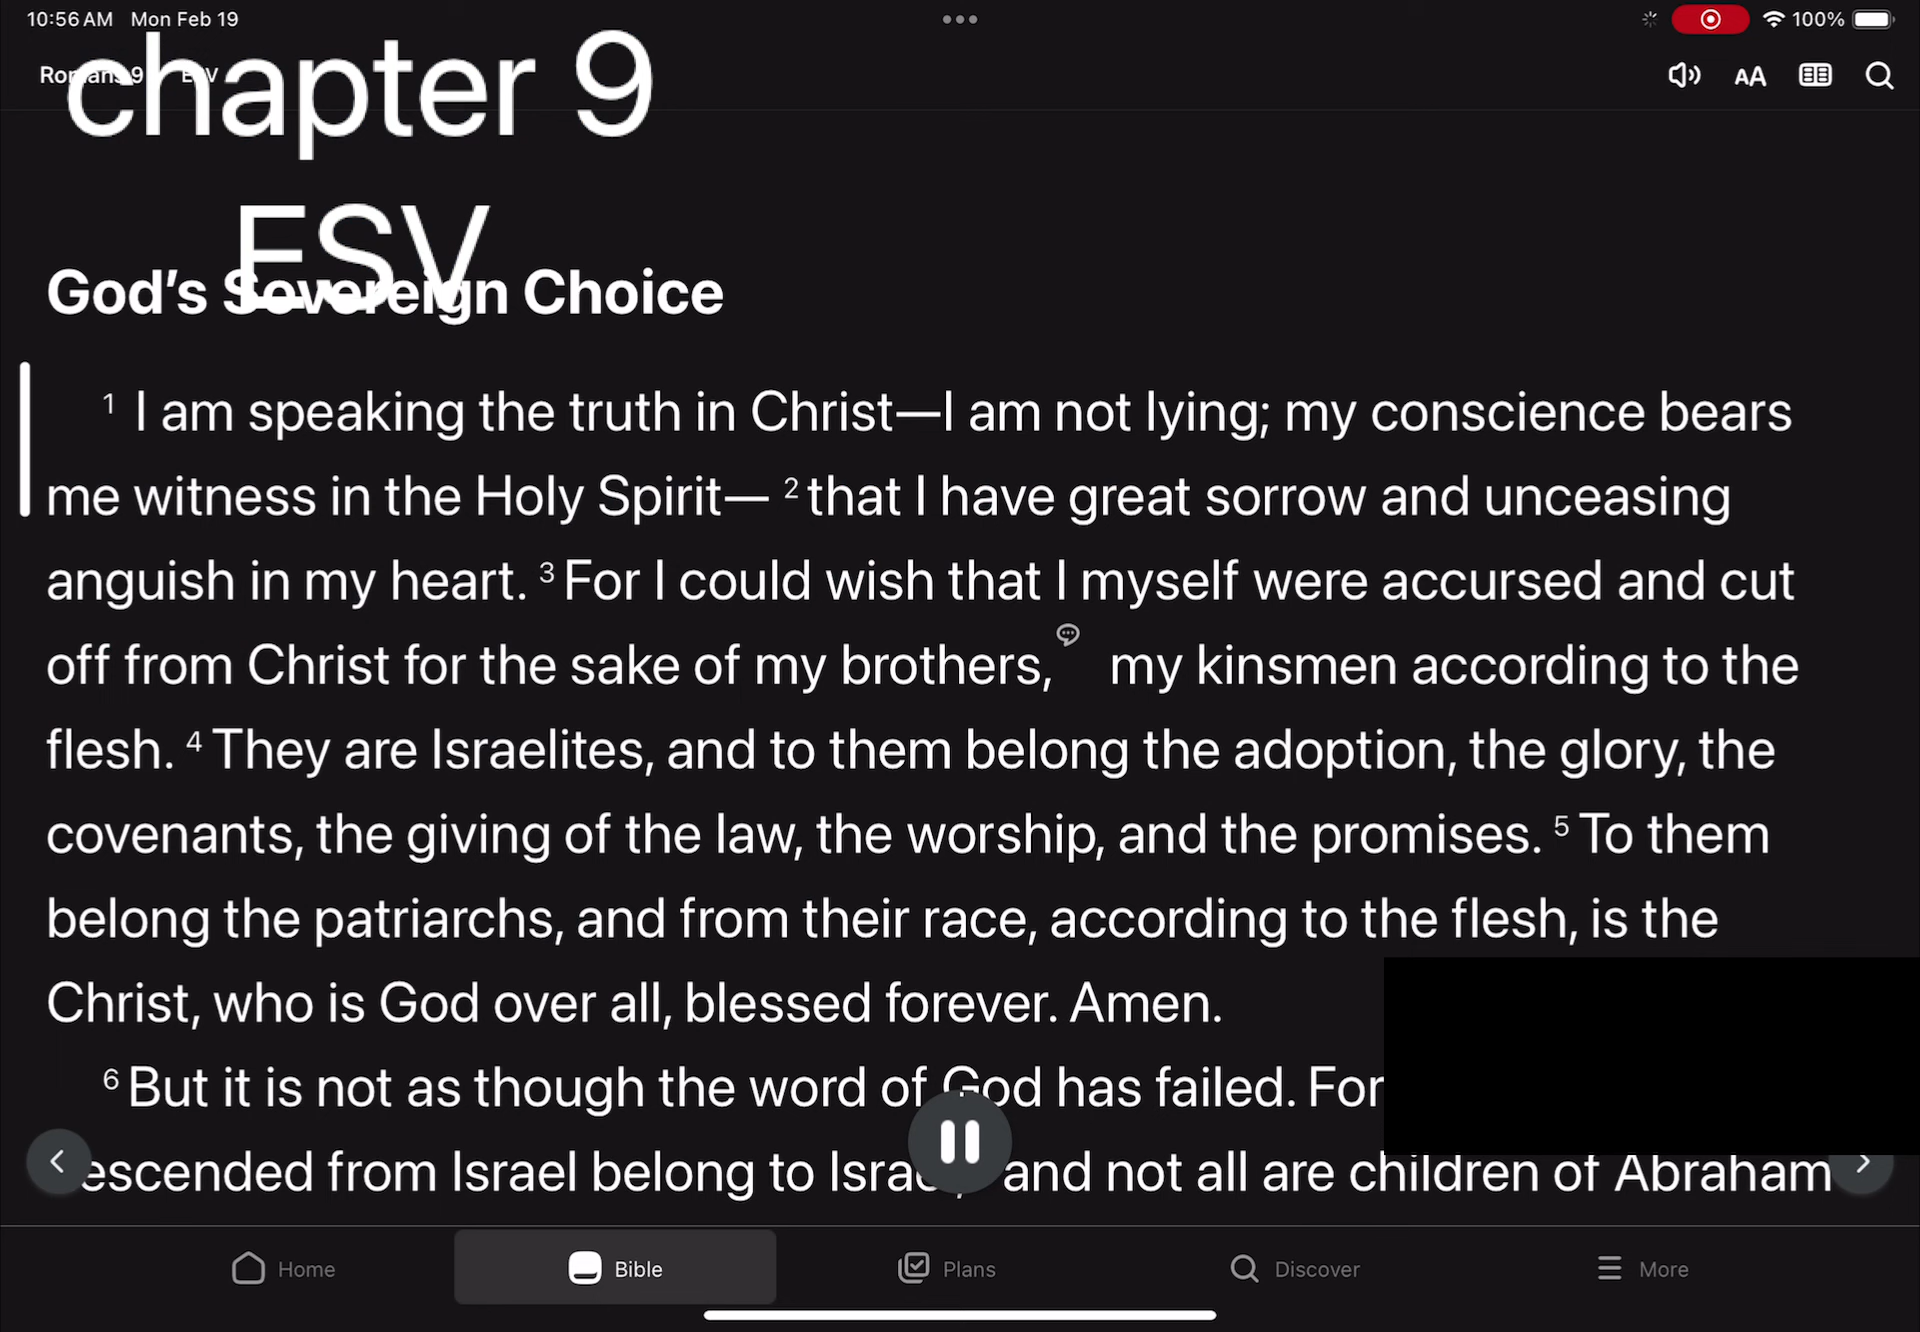 10:56 AM Mon Feb 19
100%
Romans 9 ESV
chapter 9
ESV
God's Sovereign Choice
1 I am speaking the truth in Christ—I am not lying; my conscience bears
me witness in the Holy Spirit— 2 that I have great sorrow and unceasing
anguish in my heart. 3 For I could wish that I myself were accursed and cut
off from Christ for the sake of my brothers, my kinsmen according to the
flesh. 4 They are Israelites, and to them belong the adoption, the glory, the
covenants, the giving of the law, the worship, and the promises. 5 To them
belong the patriarchs, and from their race, according to the flesh, is the
Christ, who is God over all, blessed forever. Amen.
6 But it is not as though the word of God has failed. For
escended from Israel belong to Israel, and not all are children of Abraham
Home
Bible
Plans
Discover
More
AA